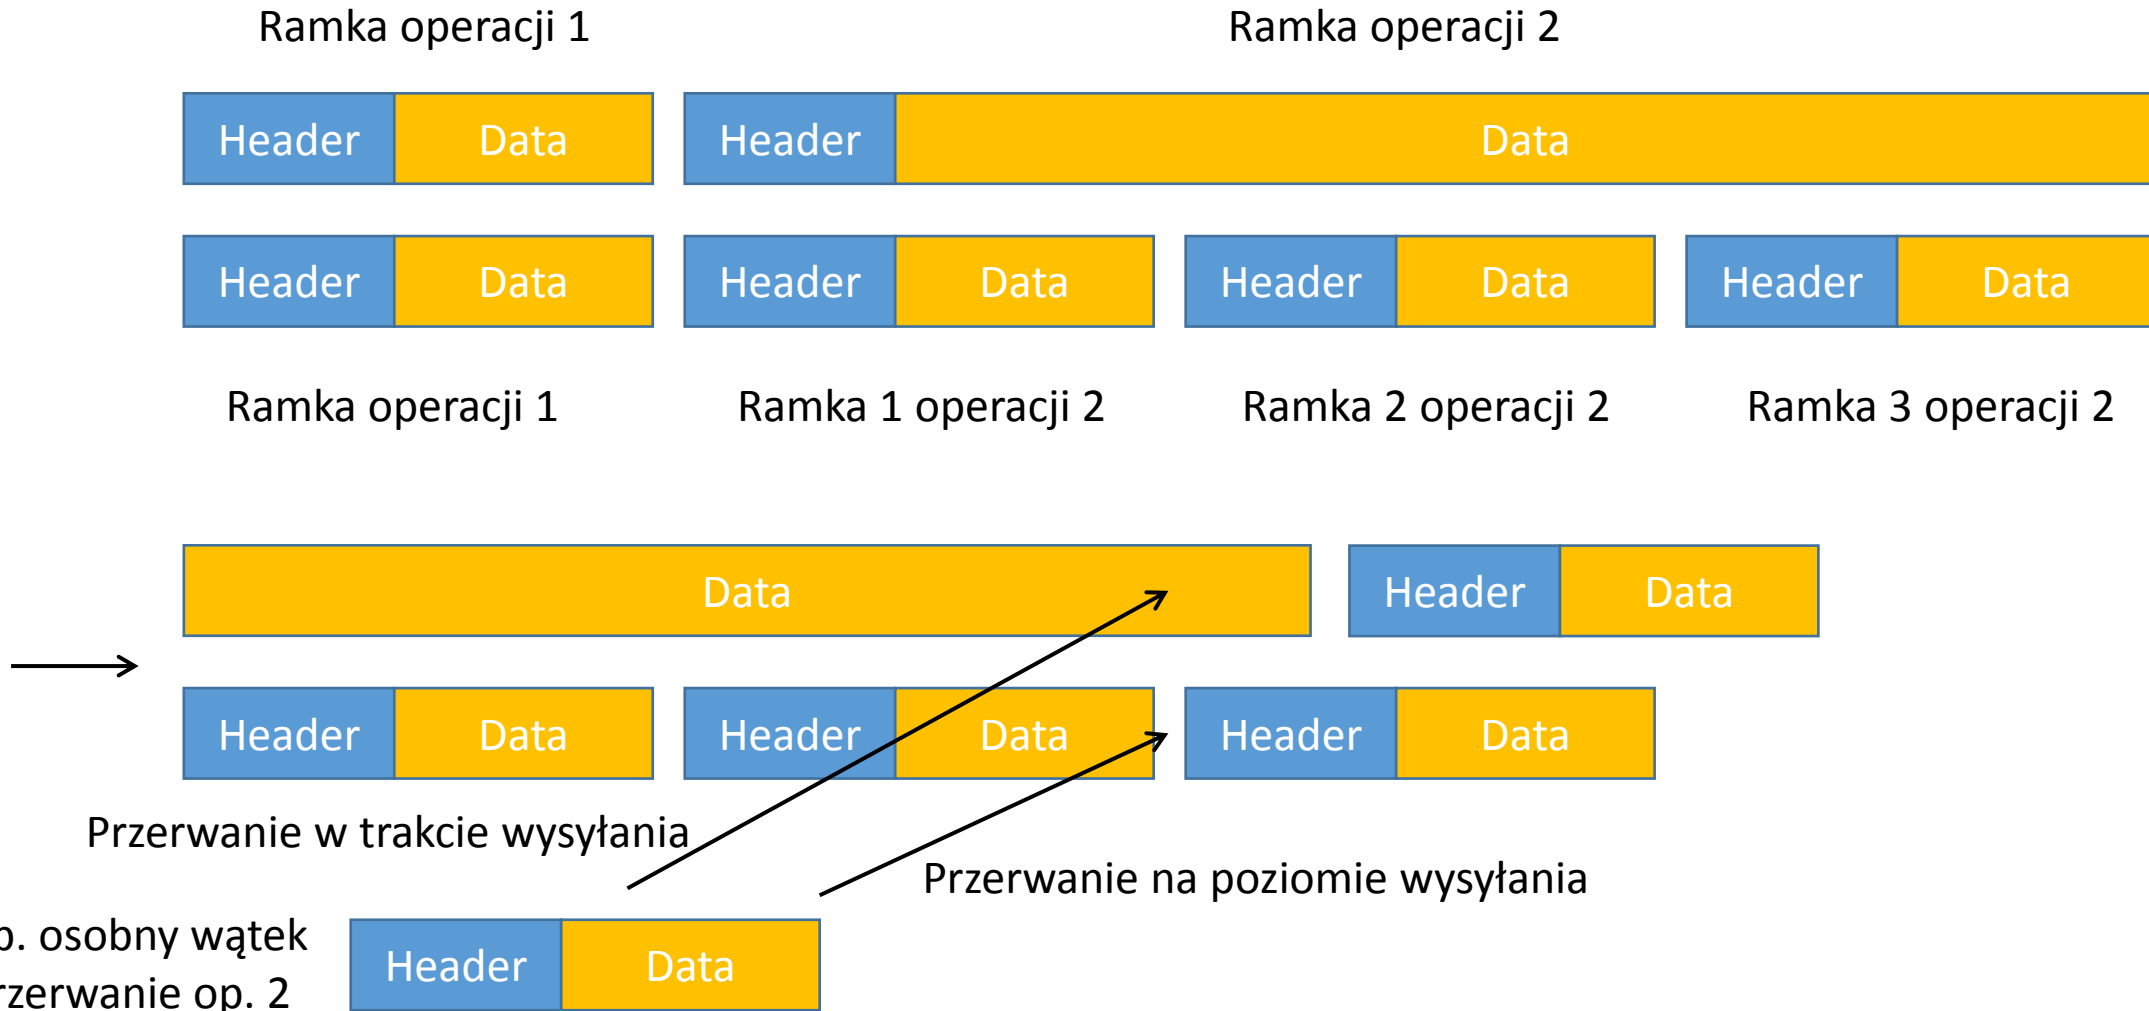 Ramka operacji 1 Ramka operacji 2
Header Data Header Data
Header Data Header Data Header Data Header Data
Ramka operacji 1 Ramka 1 operacji 2 Ramka 2 operacji 2 Ramka 3 operacji 2
Data Header Data
Header Data Header Data Header Data
Przerwanie w trakcie wysyłania
Przerwanie na poziomie wysyłania
osobny wątek
Header Data
op. 2